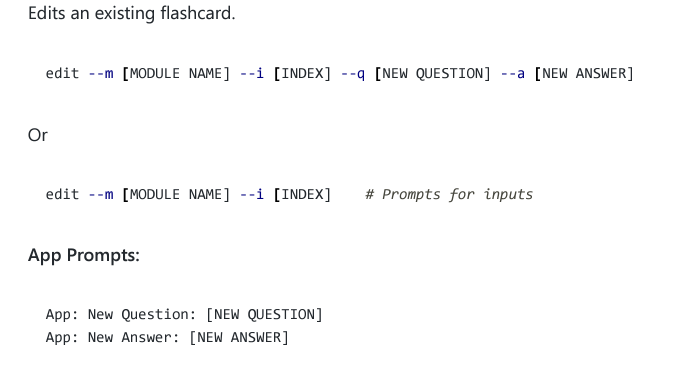 Edits an existing flashcard.
edit --m [MODULE NAME] --i [INDEX] --q [NEW QUESTION] --a [NEW ANSWER]
Or
edit --m [MODULE NAME] --i [INDEX]    # Prompts for inputs
App Prompts:
App: New Question: [NEW QUESTION]
App: New Answer: [NEW ANSWER]